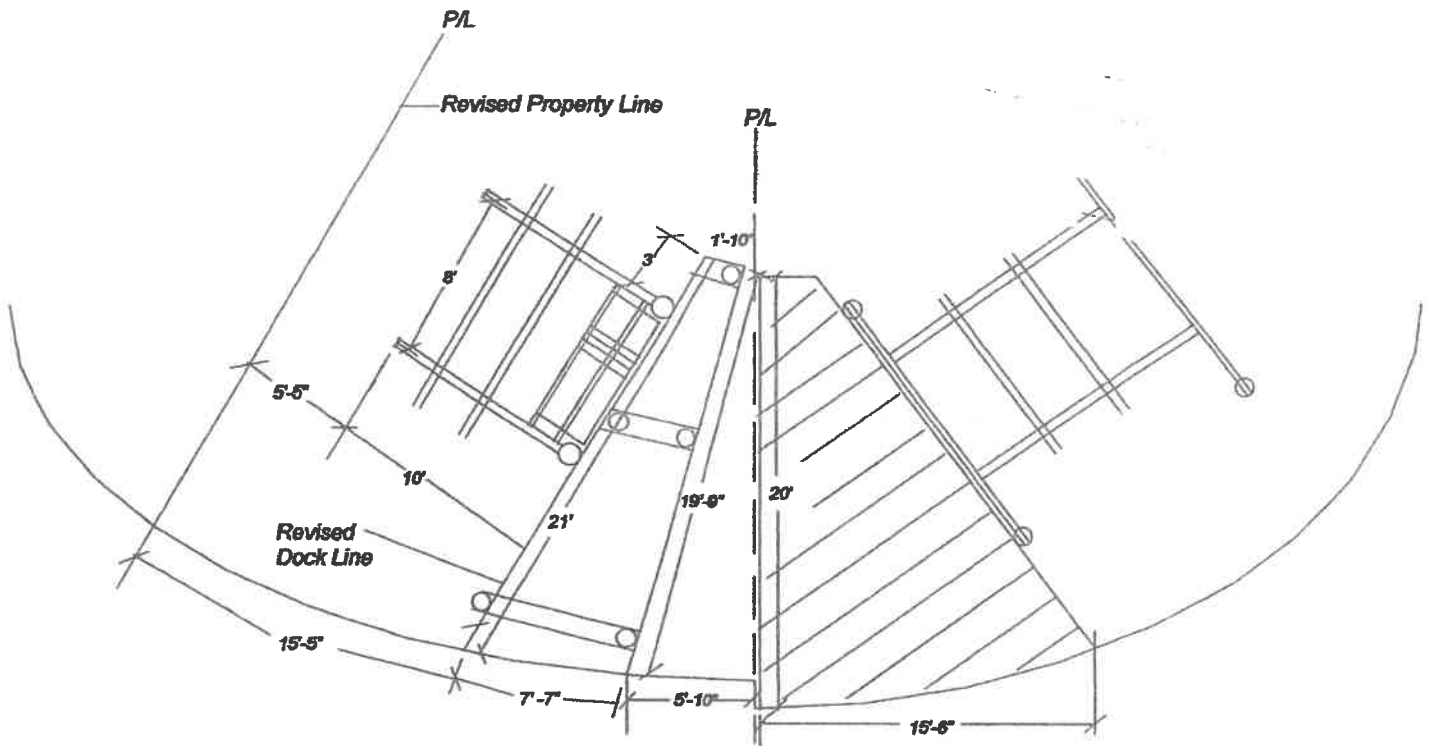 P/L
Revised Property Line
P/L
1'-10"
3'
8'
5'-5"
10'
19'-9"
20'
21'
Revised
Dock Line
15'-5"
7'-7"
5'-10"
15'-6"